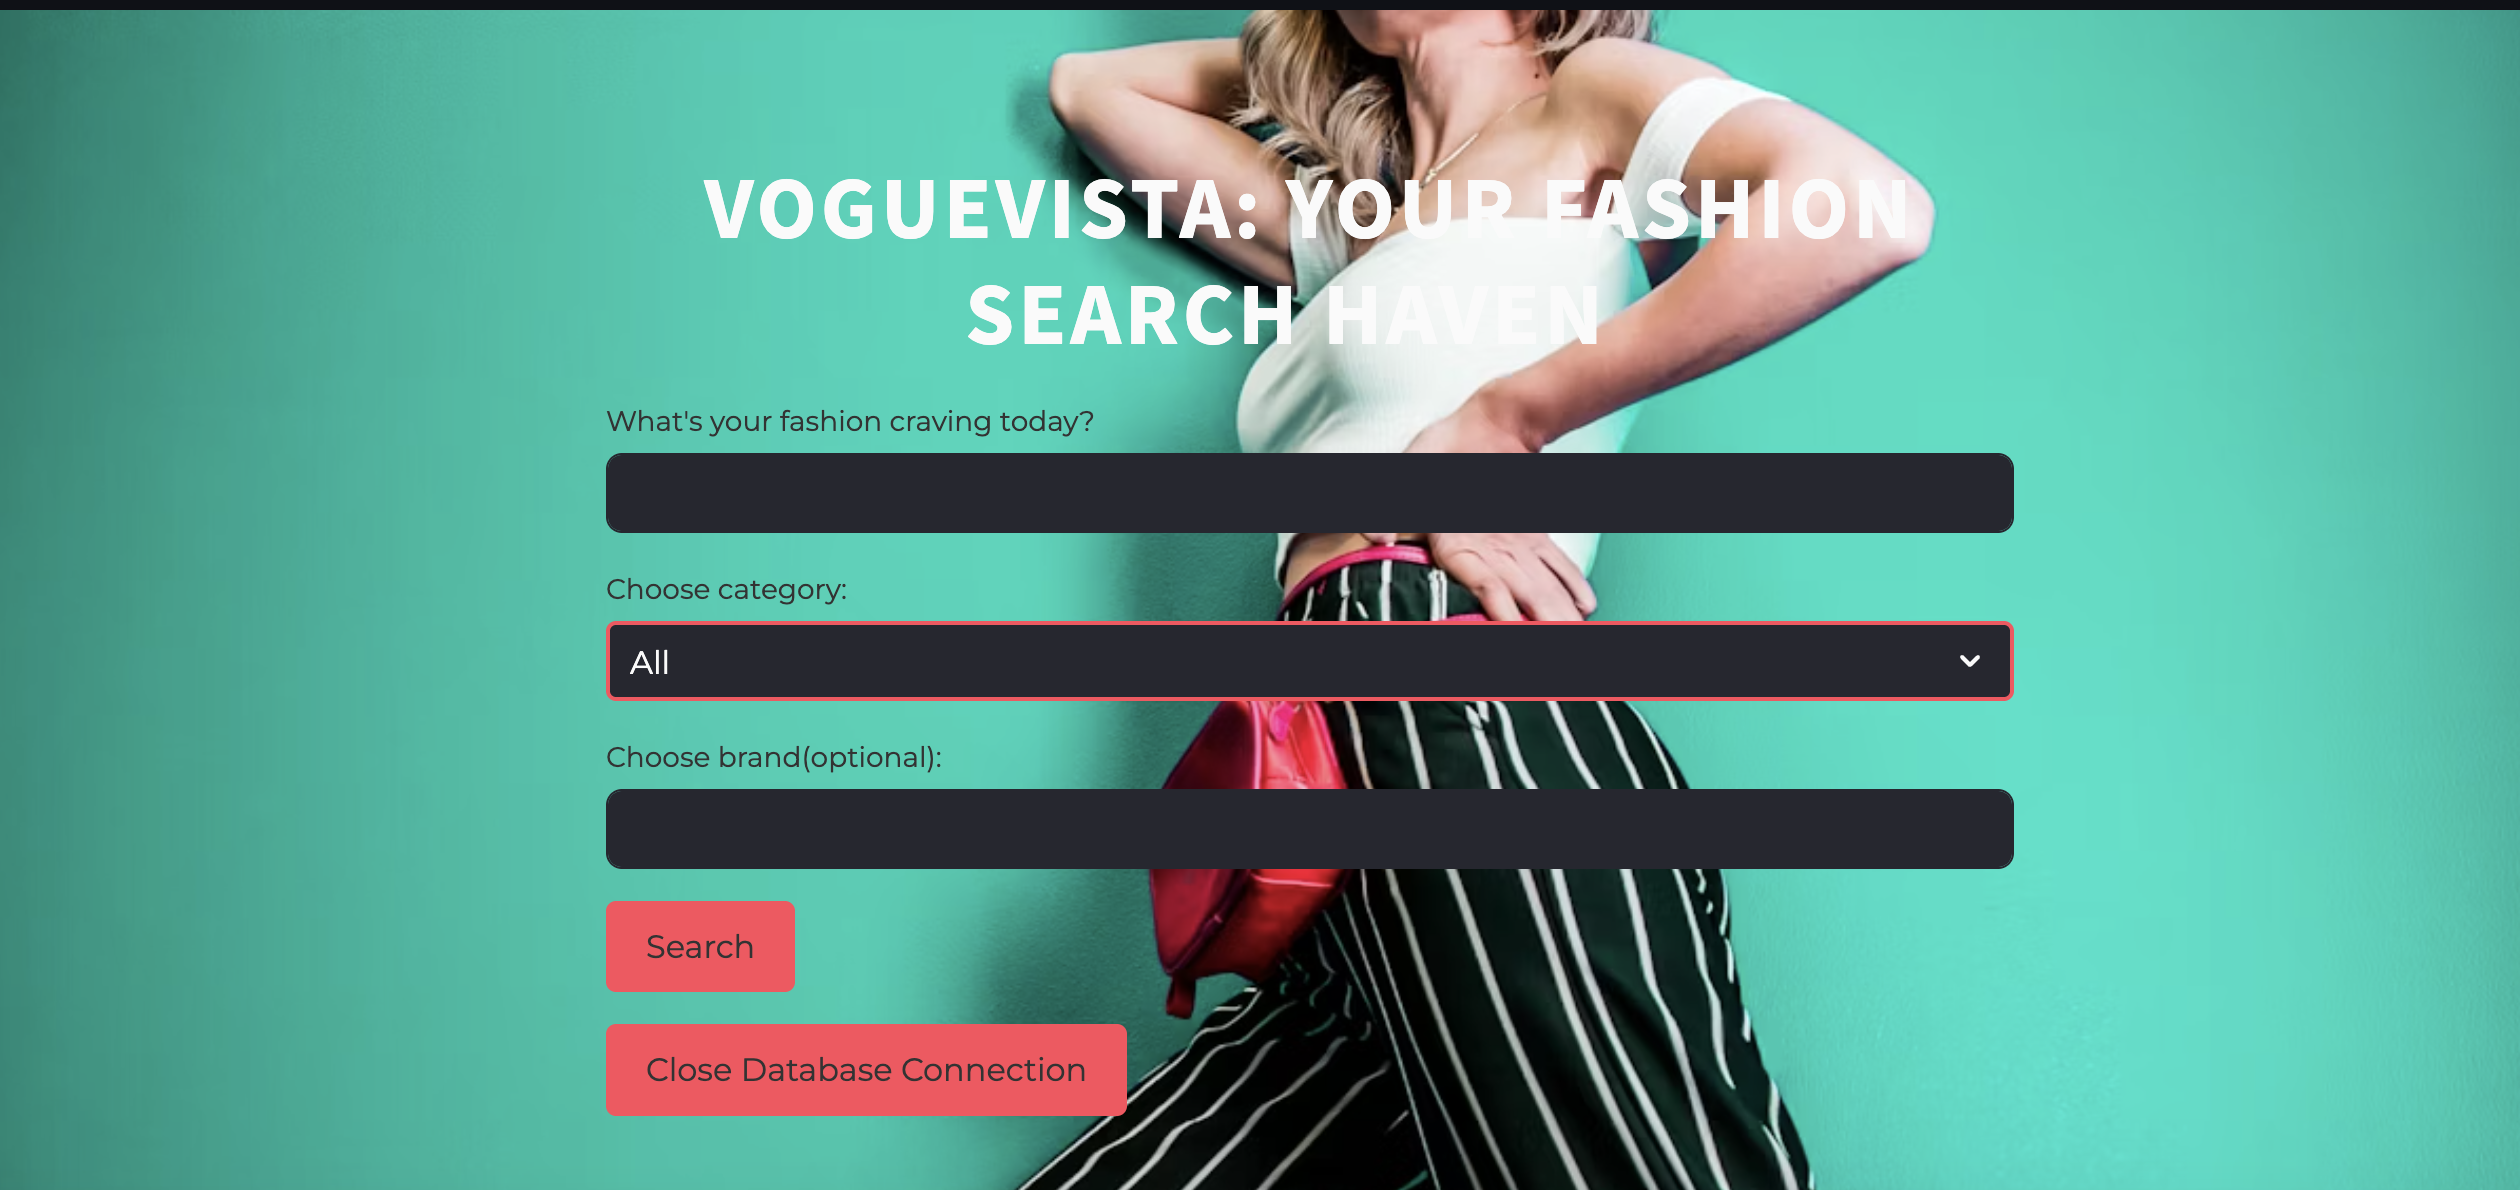 VOGUEVISTA: YOUR FASHION
SEARCH HAVEN
What's your fashion craving today?
Choose category:
All
Choose brand(optional):
Search
Close Database Connection